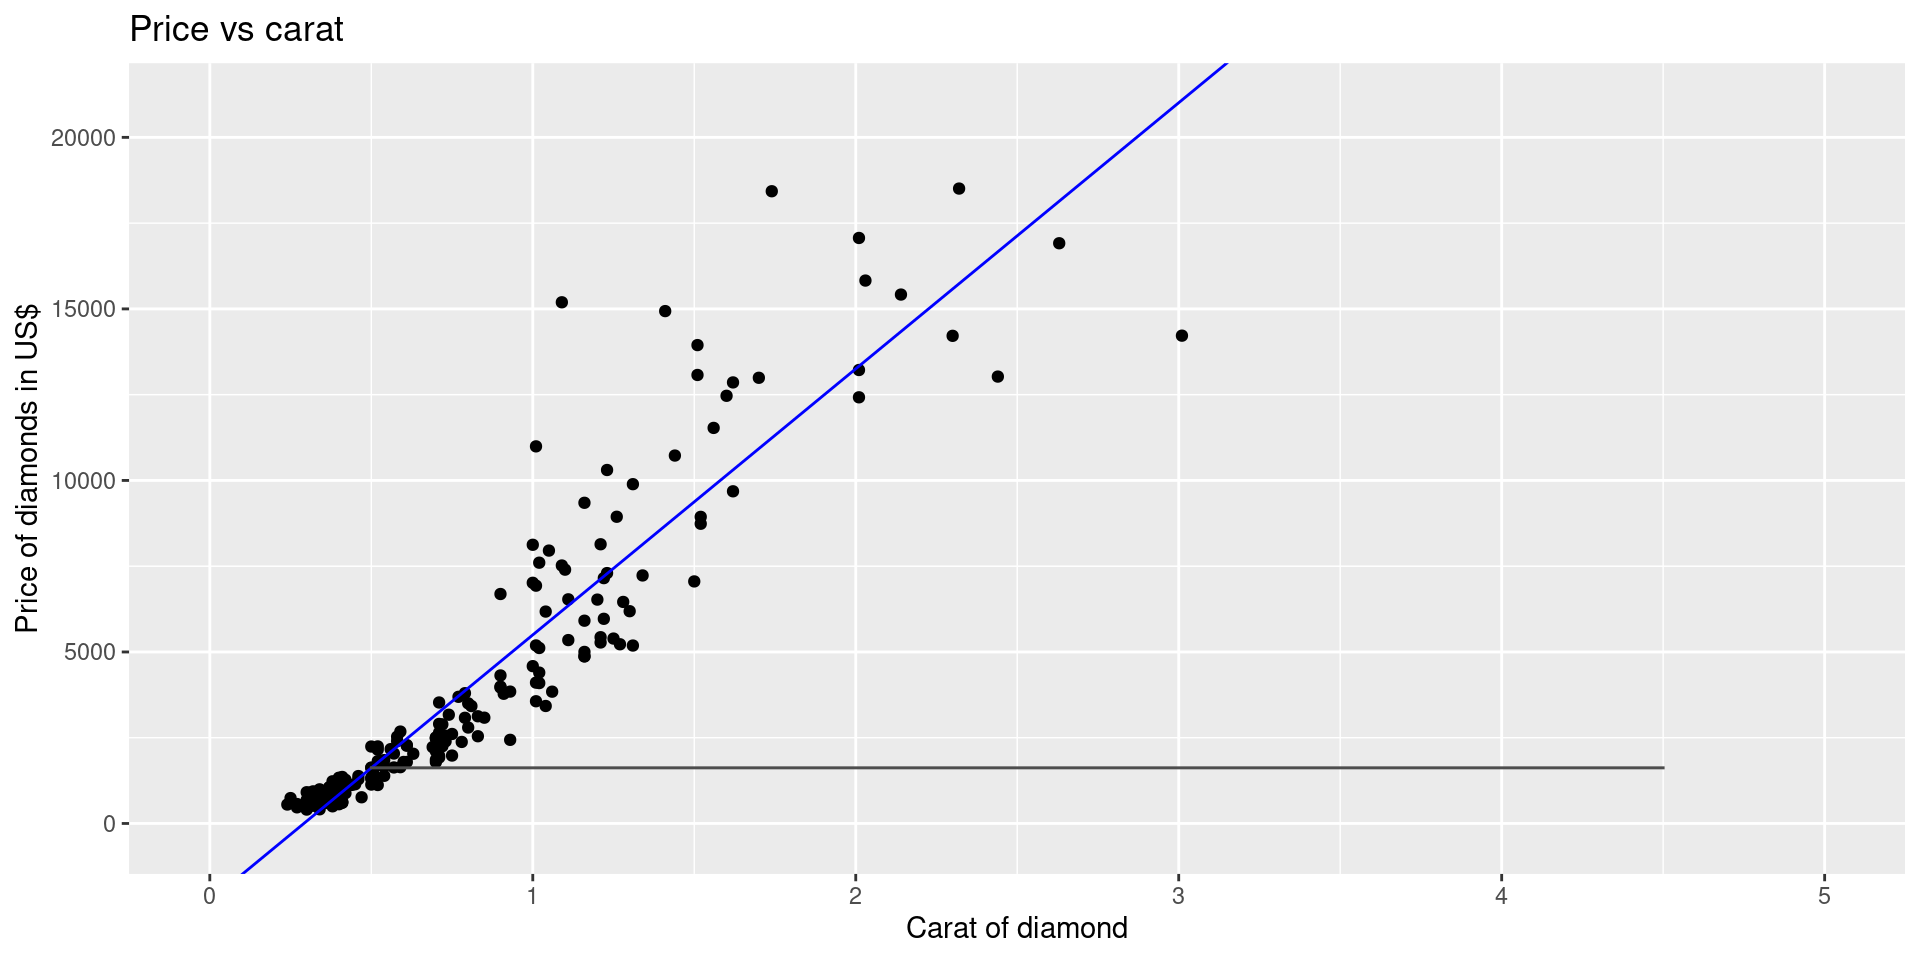 Price vs carat
Price of diamonds in US$
20000
15000
10000
5000
0
0 1 2 3 4 5
Carat of diamond